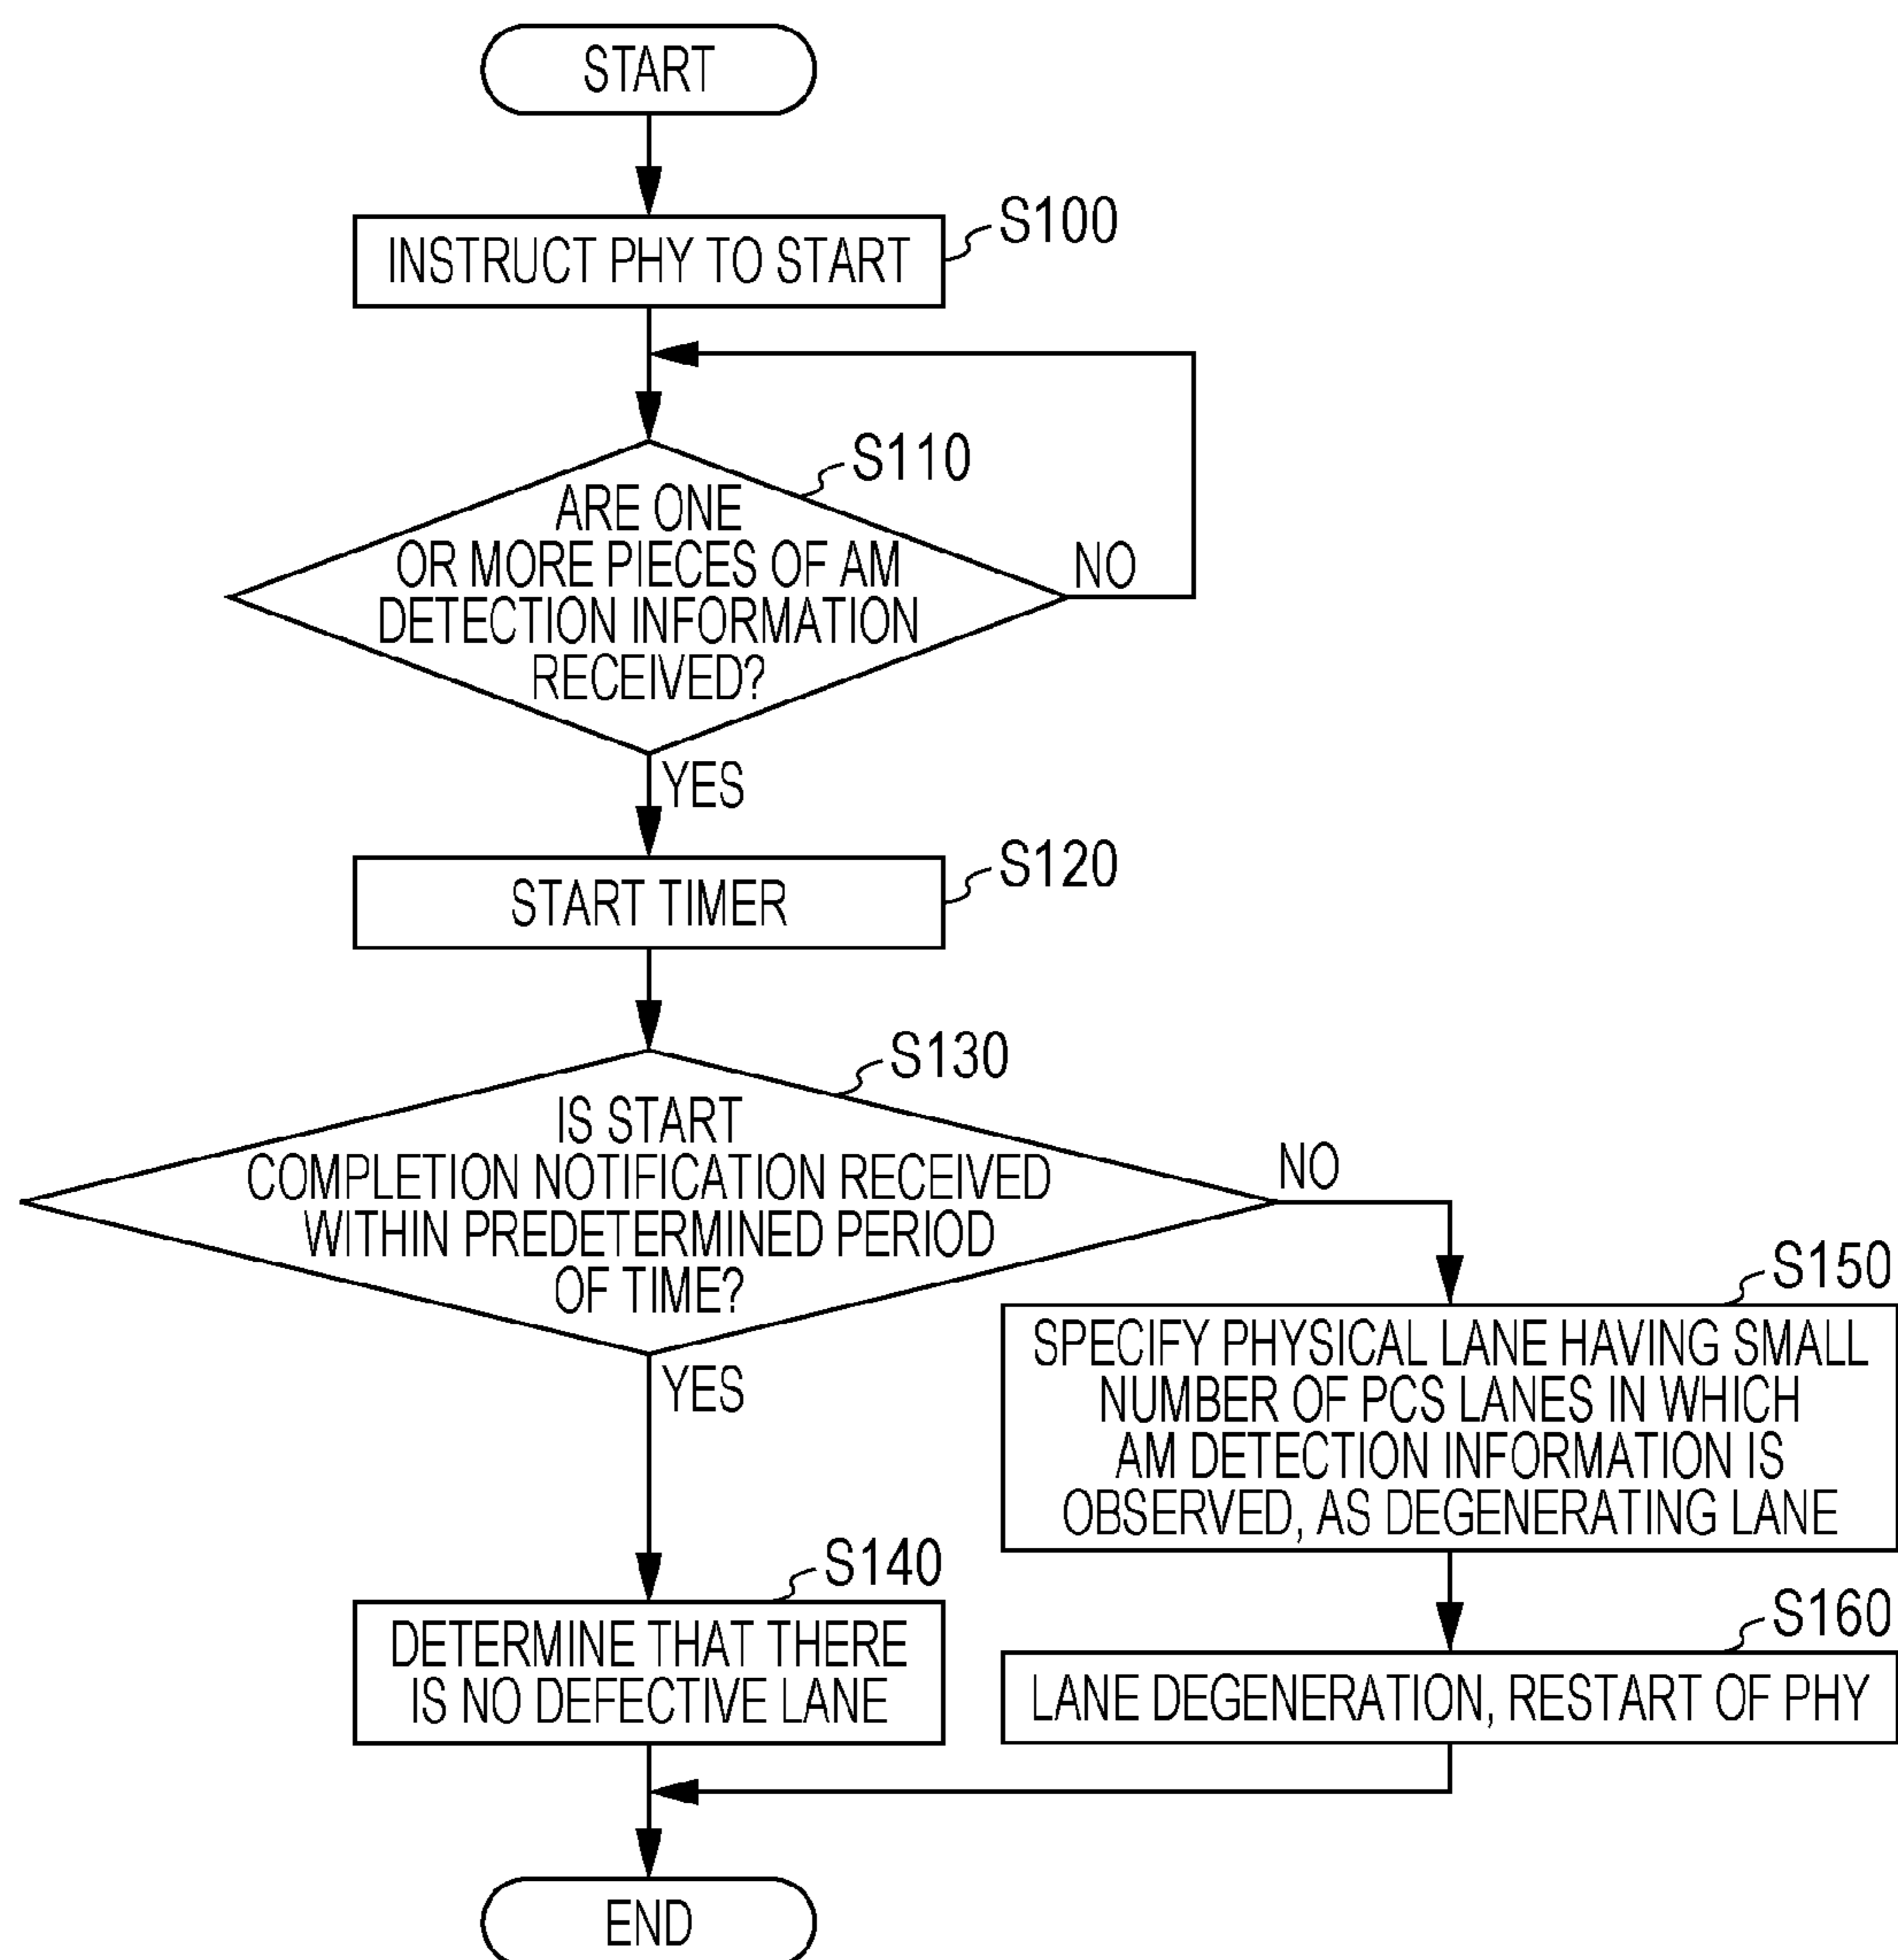 START
INSTRUCT PHY TO START
S100
S110
ARE ONE
OR MORE PIECES OF AM
DETECTION INFORMATION
RECEIVED?
NO
YES
START TIMER
S120
S130
IS START
COMPLETION NOTIFICATION RECEIVED
WITHIN PREDETERMINED PERIOD
OF TIME?
NO
YES
S150
SPECIFY PHYSICAL LANE HAVING SMALL
NUMBER OF PCS LANES IN WHICH
AM DETECTION INFORMATION IS
OBSERVED, AS DEGENERATING LANE
S140
DETERMINE THAT THERE
IS NO DEFECTIVE LANE
S160
LANE DEGENERATION, RESTART OF PHY
END